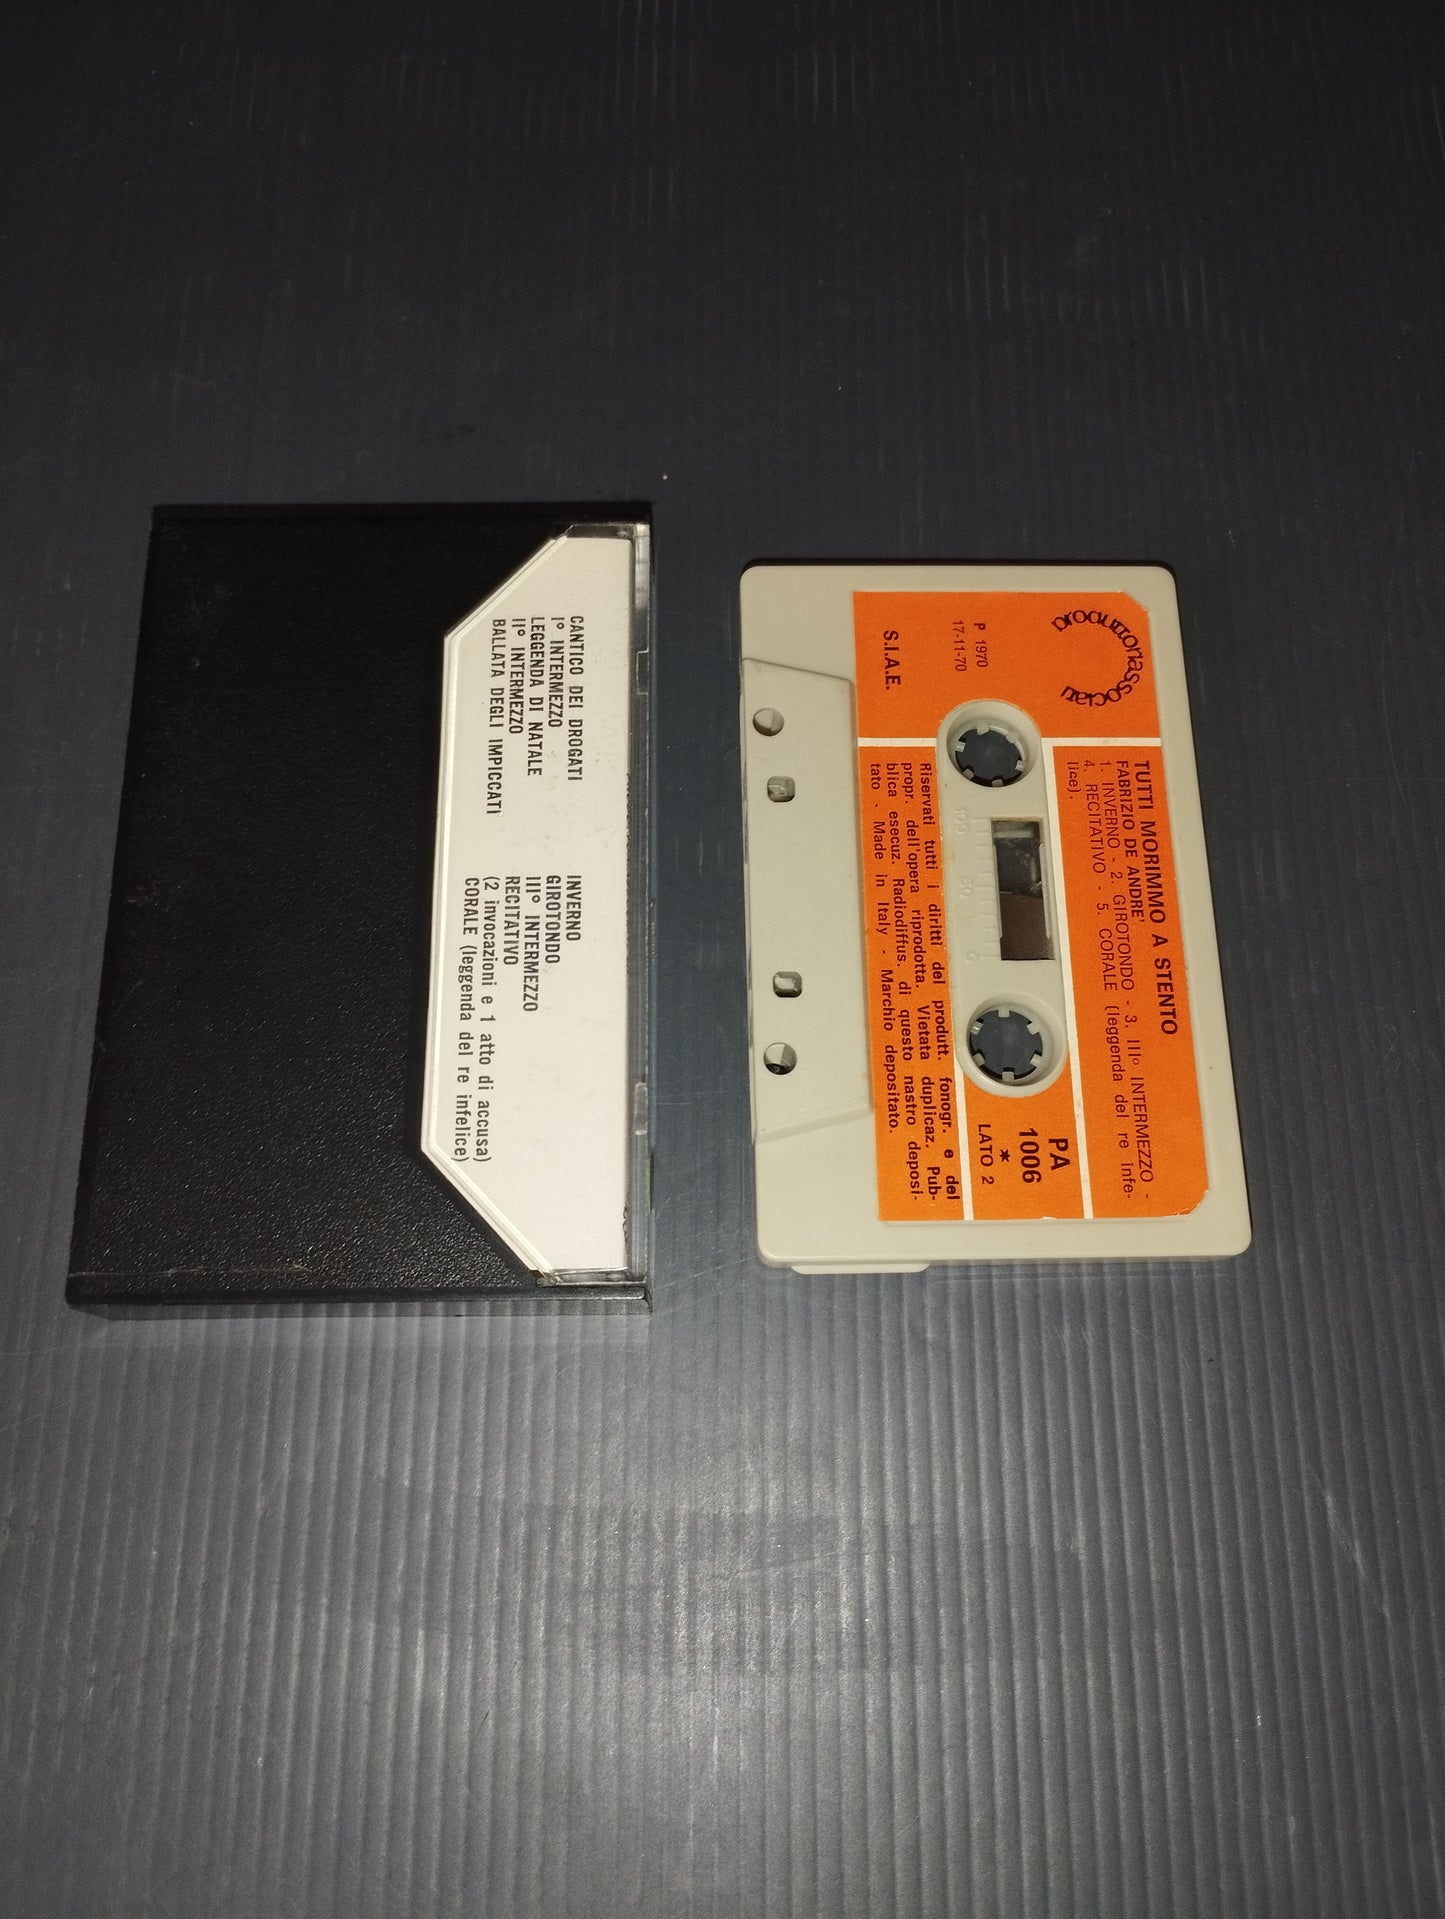 CANTICO DEI DROGATI
I° INTERMEZZO
LEGGENDA DI NATALE
II° INTERMEZZO
BALLATA DEGLI IMPICCATI
INVERNO
GIROTONDO
III° INTERMEZZO
RECITATIVO
(2 invocazioni e 1 atto di accusa)
CORALE (leggenda del re infelice)
produttoriassociati
TUTTI MORIMMO A STENTO
FABRIZIO DE ANDRE'
1. INVERNO - 2. GIROTONDO - 3. III° INTERMEZZO -
4. RECITATIVO - 5. CORALE (leggenda del re infe-
lice).
P 1970
17-11-70
S.I.A.E.
PA
1006
*
LATO 2
100 50 0
Riservati tutti i diritti del produtt. fonogr. e del
propr. dell'opera riprodotta. Vietata duplicaz. Pub-
blica esecuz. Radiodiffus. di questo nastro deposi-
tato - Made in Italy - Marchio depositato.